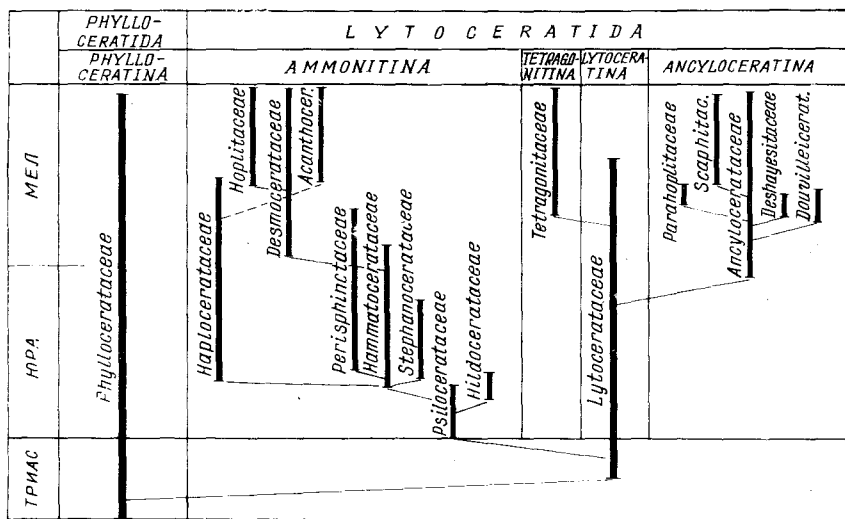 PHYLLO-
CERATIDA
LYTOCERATIDA
PHYLLO-
CERATINA
AMMONITINA
TETRAGO-
NITINA
LYTOCERA-
TINA
ANCYLOCERATINA
МЕЛ
ЮРА
ТРИАС
Phyllocerataceae
Haplocerataceae
Hoplitaceae
Desmocerataceae
Acanthocer.
Perisphinctaceae
Hammatocerataceae
Stephanocerataceae
Psilocerataceae
Hildocerataceae
Tetragonitaceae
Lytocerataceae
Parahoplitaceae
Scaphitac.
Ancylocerataceae
Deshayesitaceae
Douvilleicerat.